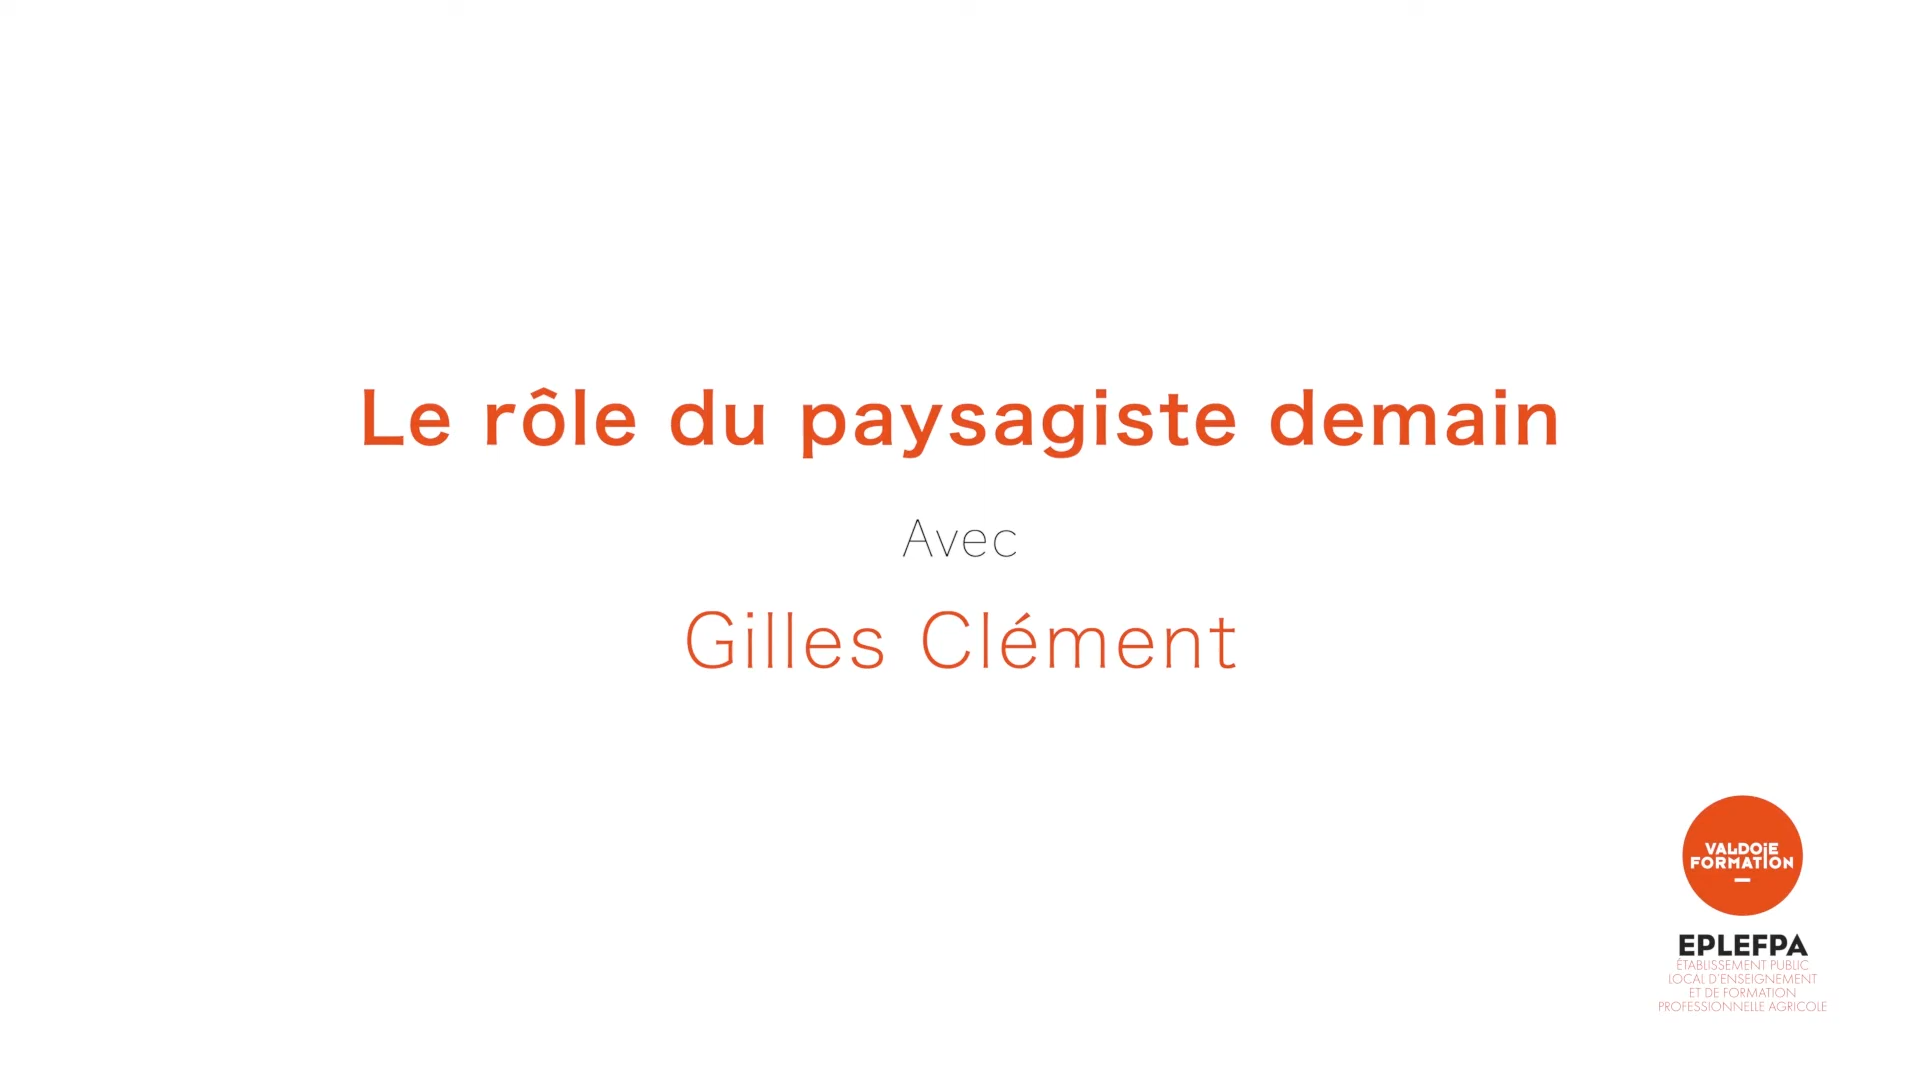 Le rôle du paysagiste demain
Avec
Gilles Clément
VALDOiE
FORMATION
EPLEFPA
ÉTABLISSEMENT PUBLIC
LOCAL D'ENSEIGNEMENT
ET DE FORMATION
PROFESSIONNELLE AGRICOLE